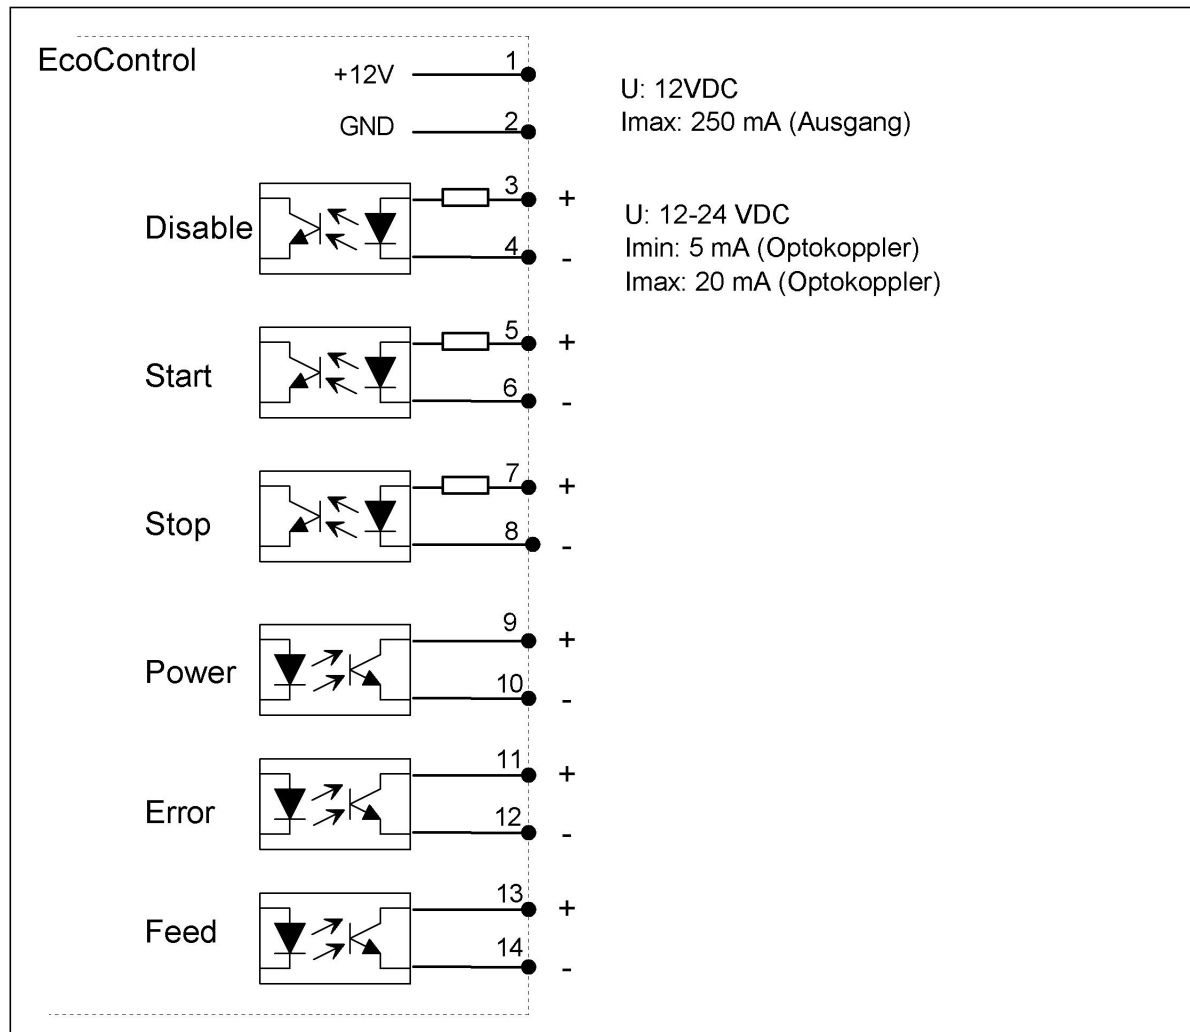 EcoControl
+12V 1
GND 2
U: 12VDC
Imax: 250 mA (Ausgang)
Disable
3 +
4 -
U: 12-24 VDC
Imin: 5 mA (Optokoppler)
Imax: 20 mA (Optokoppler)
Start
5 +
6 -
Stop
7 +
8 -
Power
9 +
10 -
Error
11 +
12 -
Feed
13 +
14 -